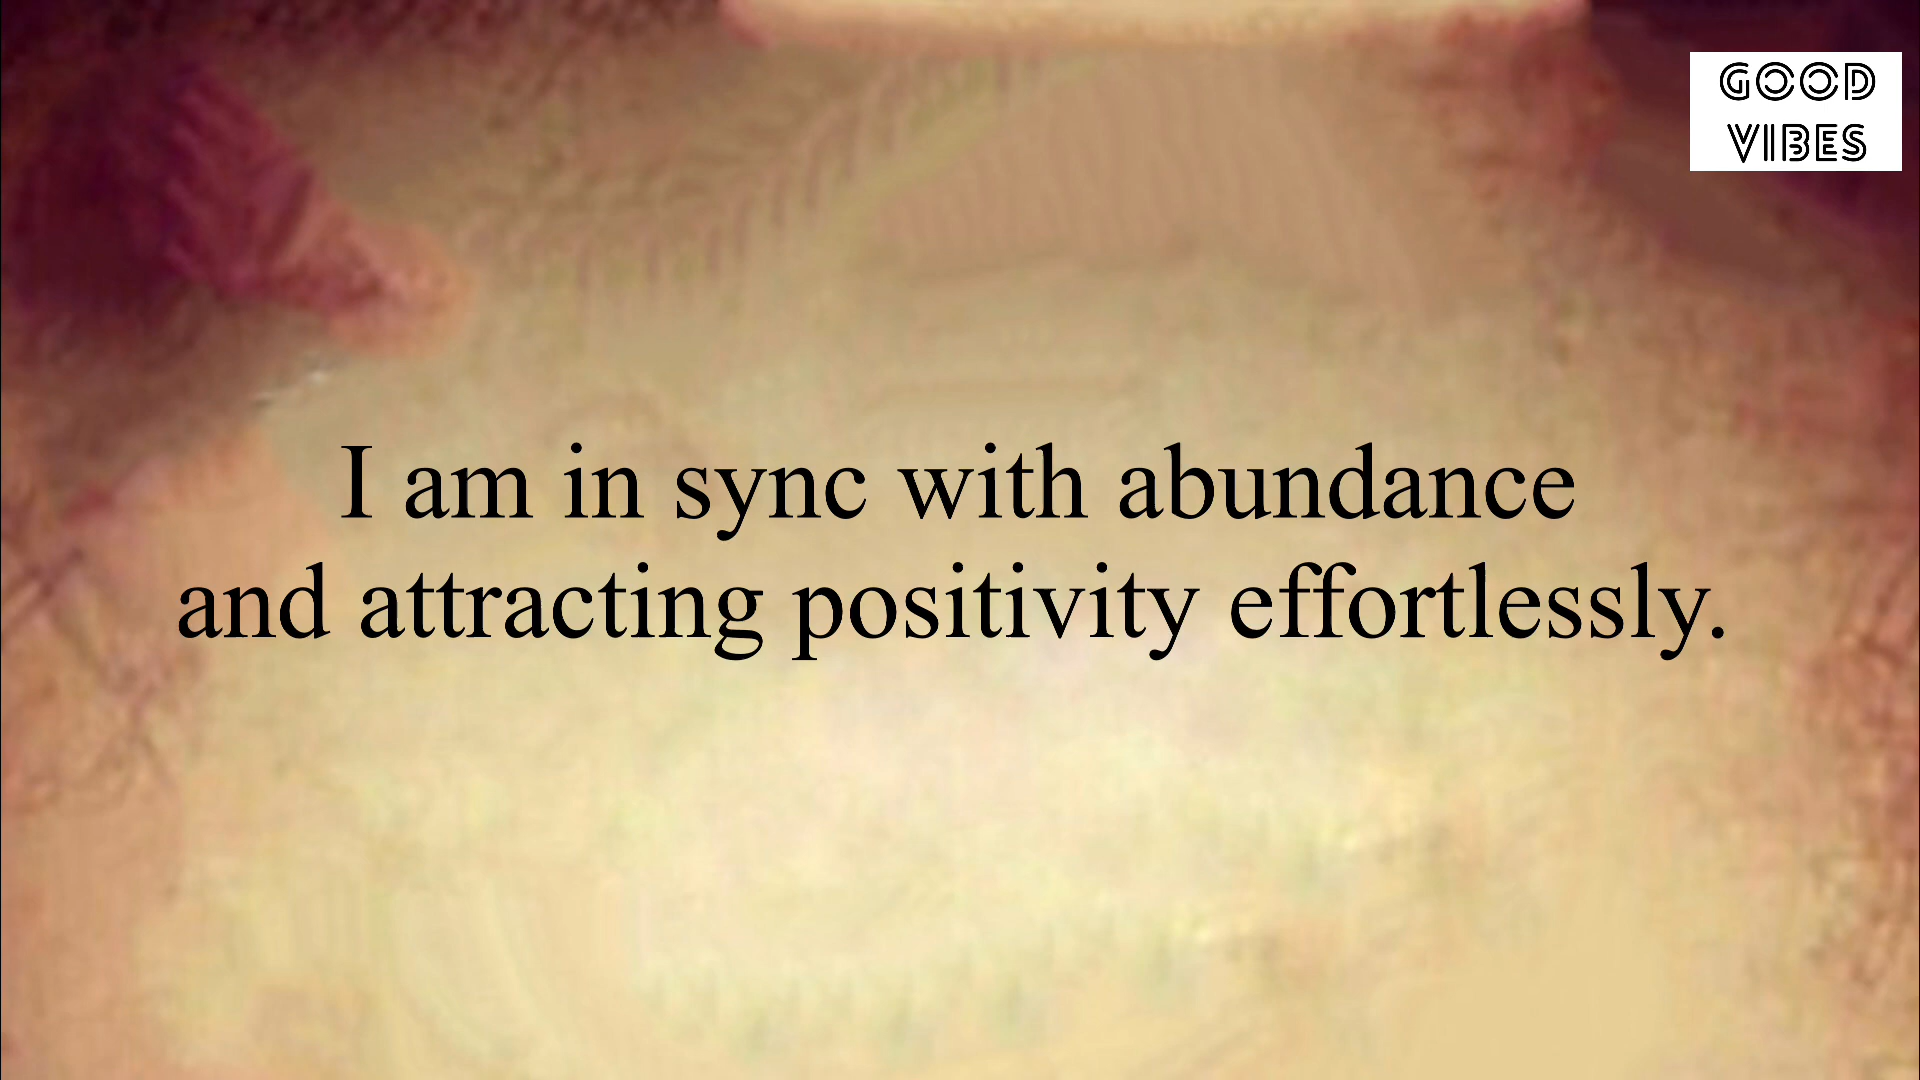 GOOD
VIBES
I am in sync with abundance
and attracting positivity effortlessly.